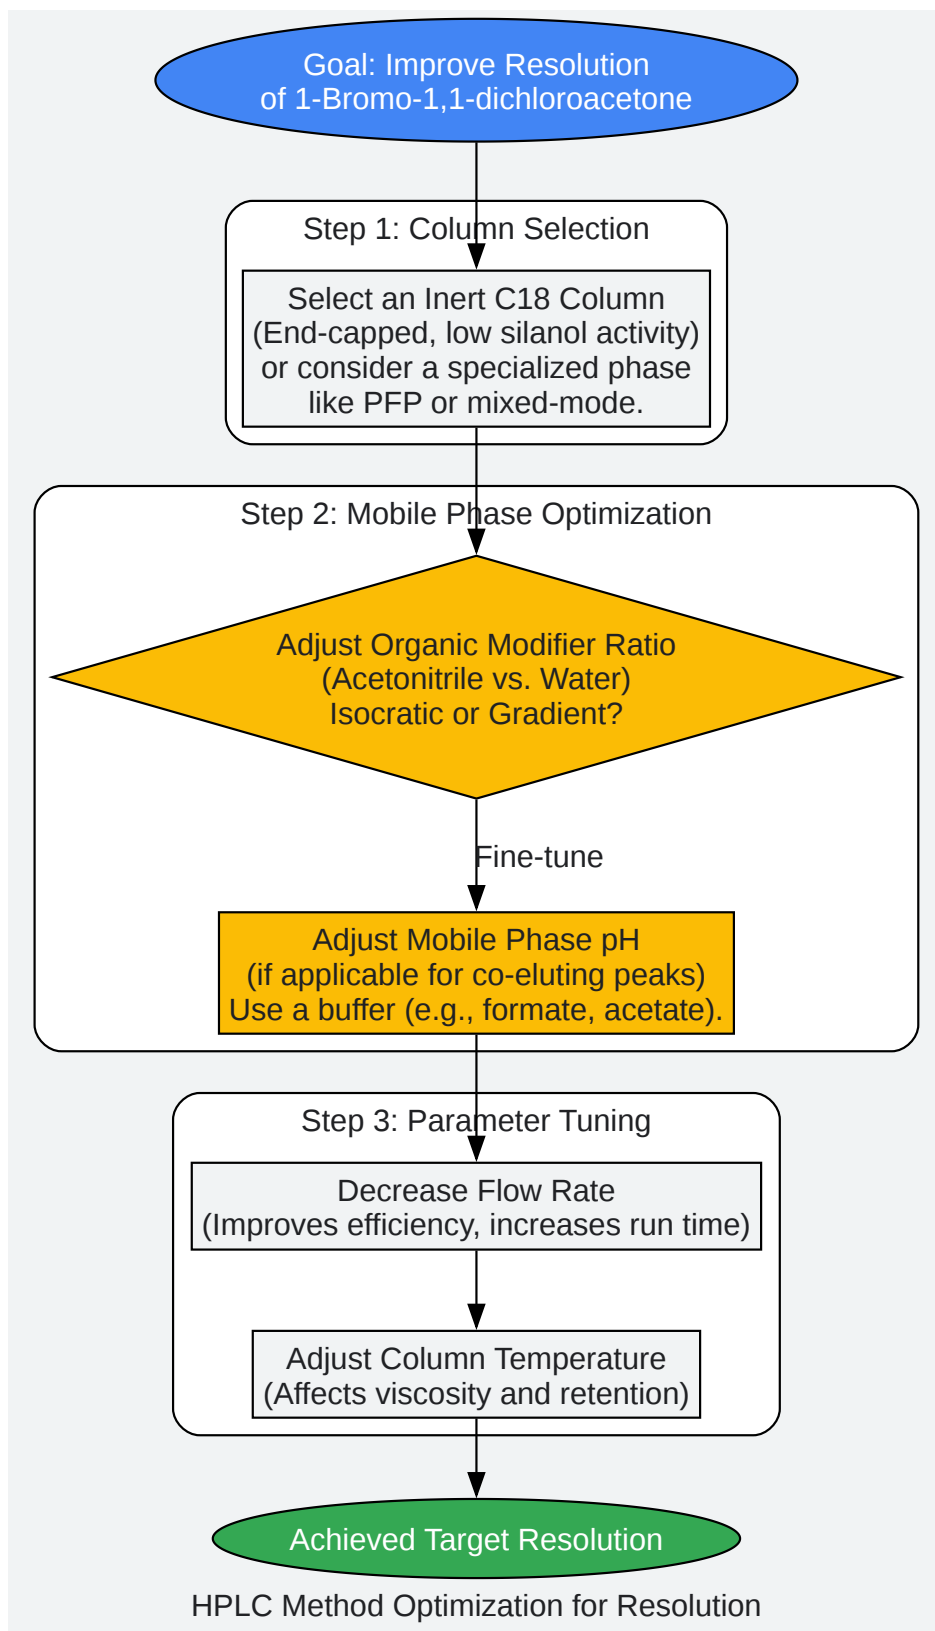 Goal: Improve Resolution
of 1-Bromo-1,1-dichloroacetone
Step 1: Column Selection
Select an Inert C18 Column
(End-capped, low silanol activity)
or consider a specialized phase
like PFP or mixed-mode.
Step 2: Mobile Phase Optimization
Adjust Organic Modifier Ratio
(Acetonitrile vs. Water)
Isocratic or Gradient?
Fine-tune
Adjust Mobile Phase pH
(if applicable for co-eluting peaks)
Use a buffer (e.g., formate, acetate).
Step 3: Parameter Tuning
Decrease Flow Rate
(Improves efficiency, increases run time)
Adjust Column Temperature
(Affects viscosity and retention)
Achieved Target Resolution
HPLC Method Optimization for Resolution